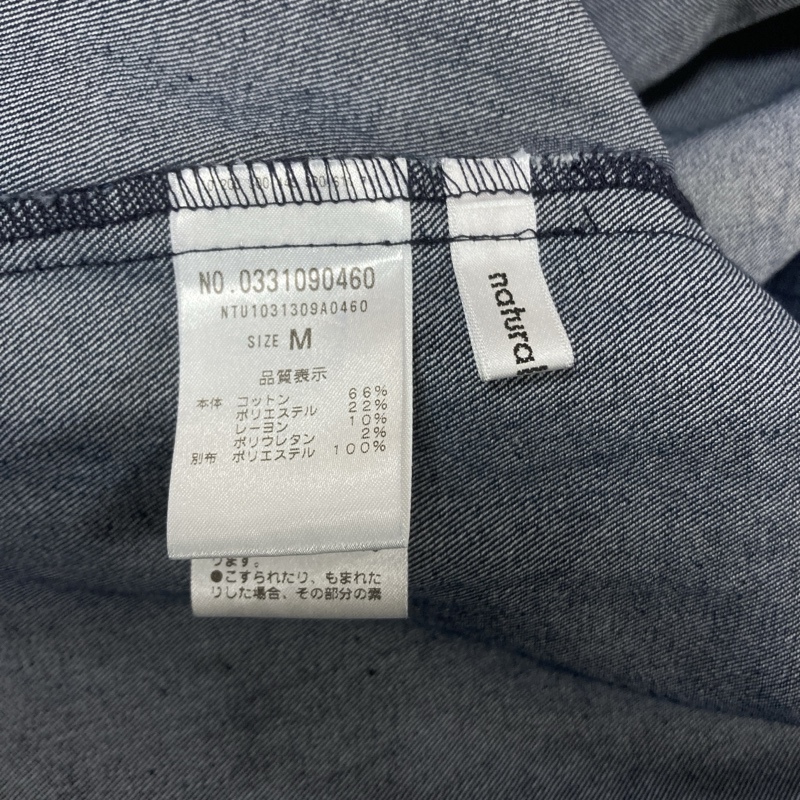 NO.0331090460
NTU1031309A0460
SIZE M
品質表示
本体 コットン 66%
ポリエステル 22%
レーヨン 10%
ポリウレタン 2%
別布 ポリエステル 100%
ります。
●こすられたり、もまれた
りした場合、その部分の素
natural